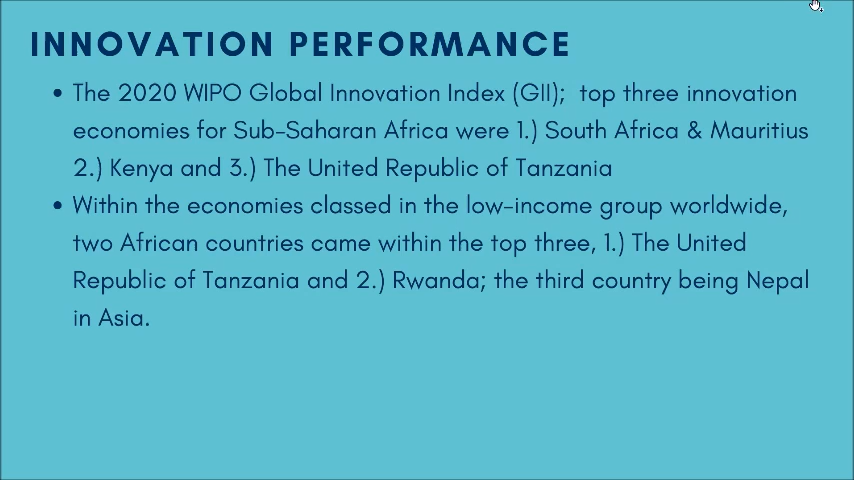 INNOVATION PERFORMANCE
• The 2020 WIPO Global Innovation Index (GII);  top three innovation
economies for Sub-Saharan Africa were 1.) South Africa & Mauritius
2.) Kenya and 3.) The United Republic of Tanzania
• Within the economies classed in the low-income group worldwide,
two African countries came within the top three, 1.) The United
Republic of Tanzania and 2.) Rwanda; the third country being Nepal
in Asia.